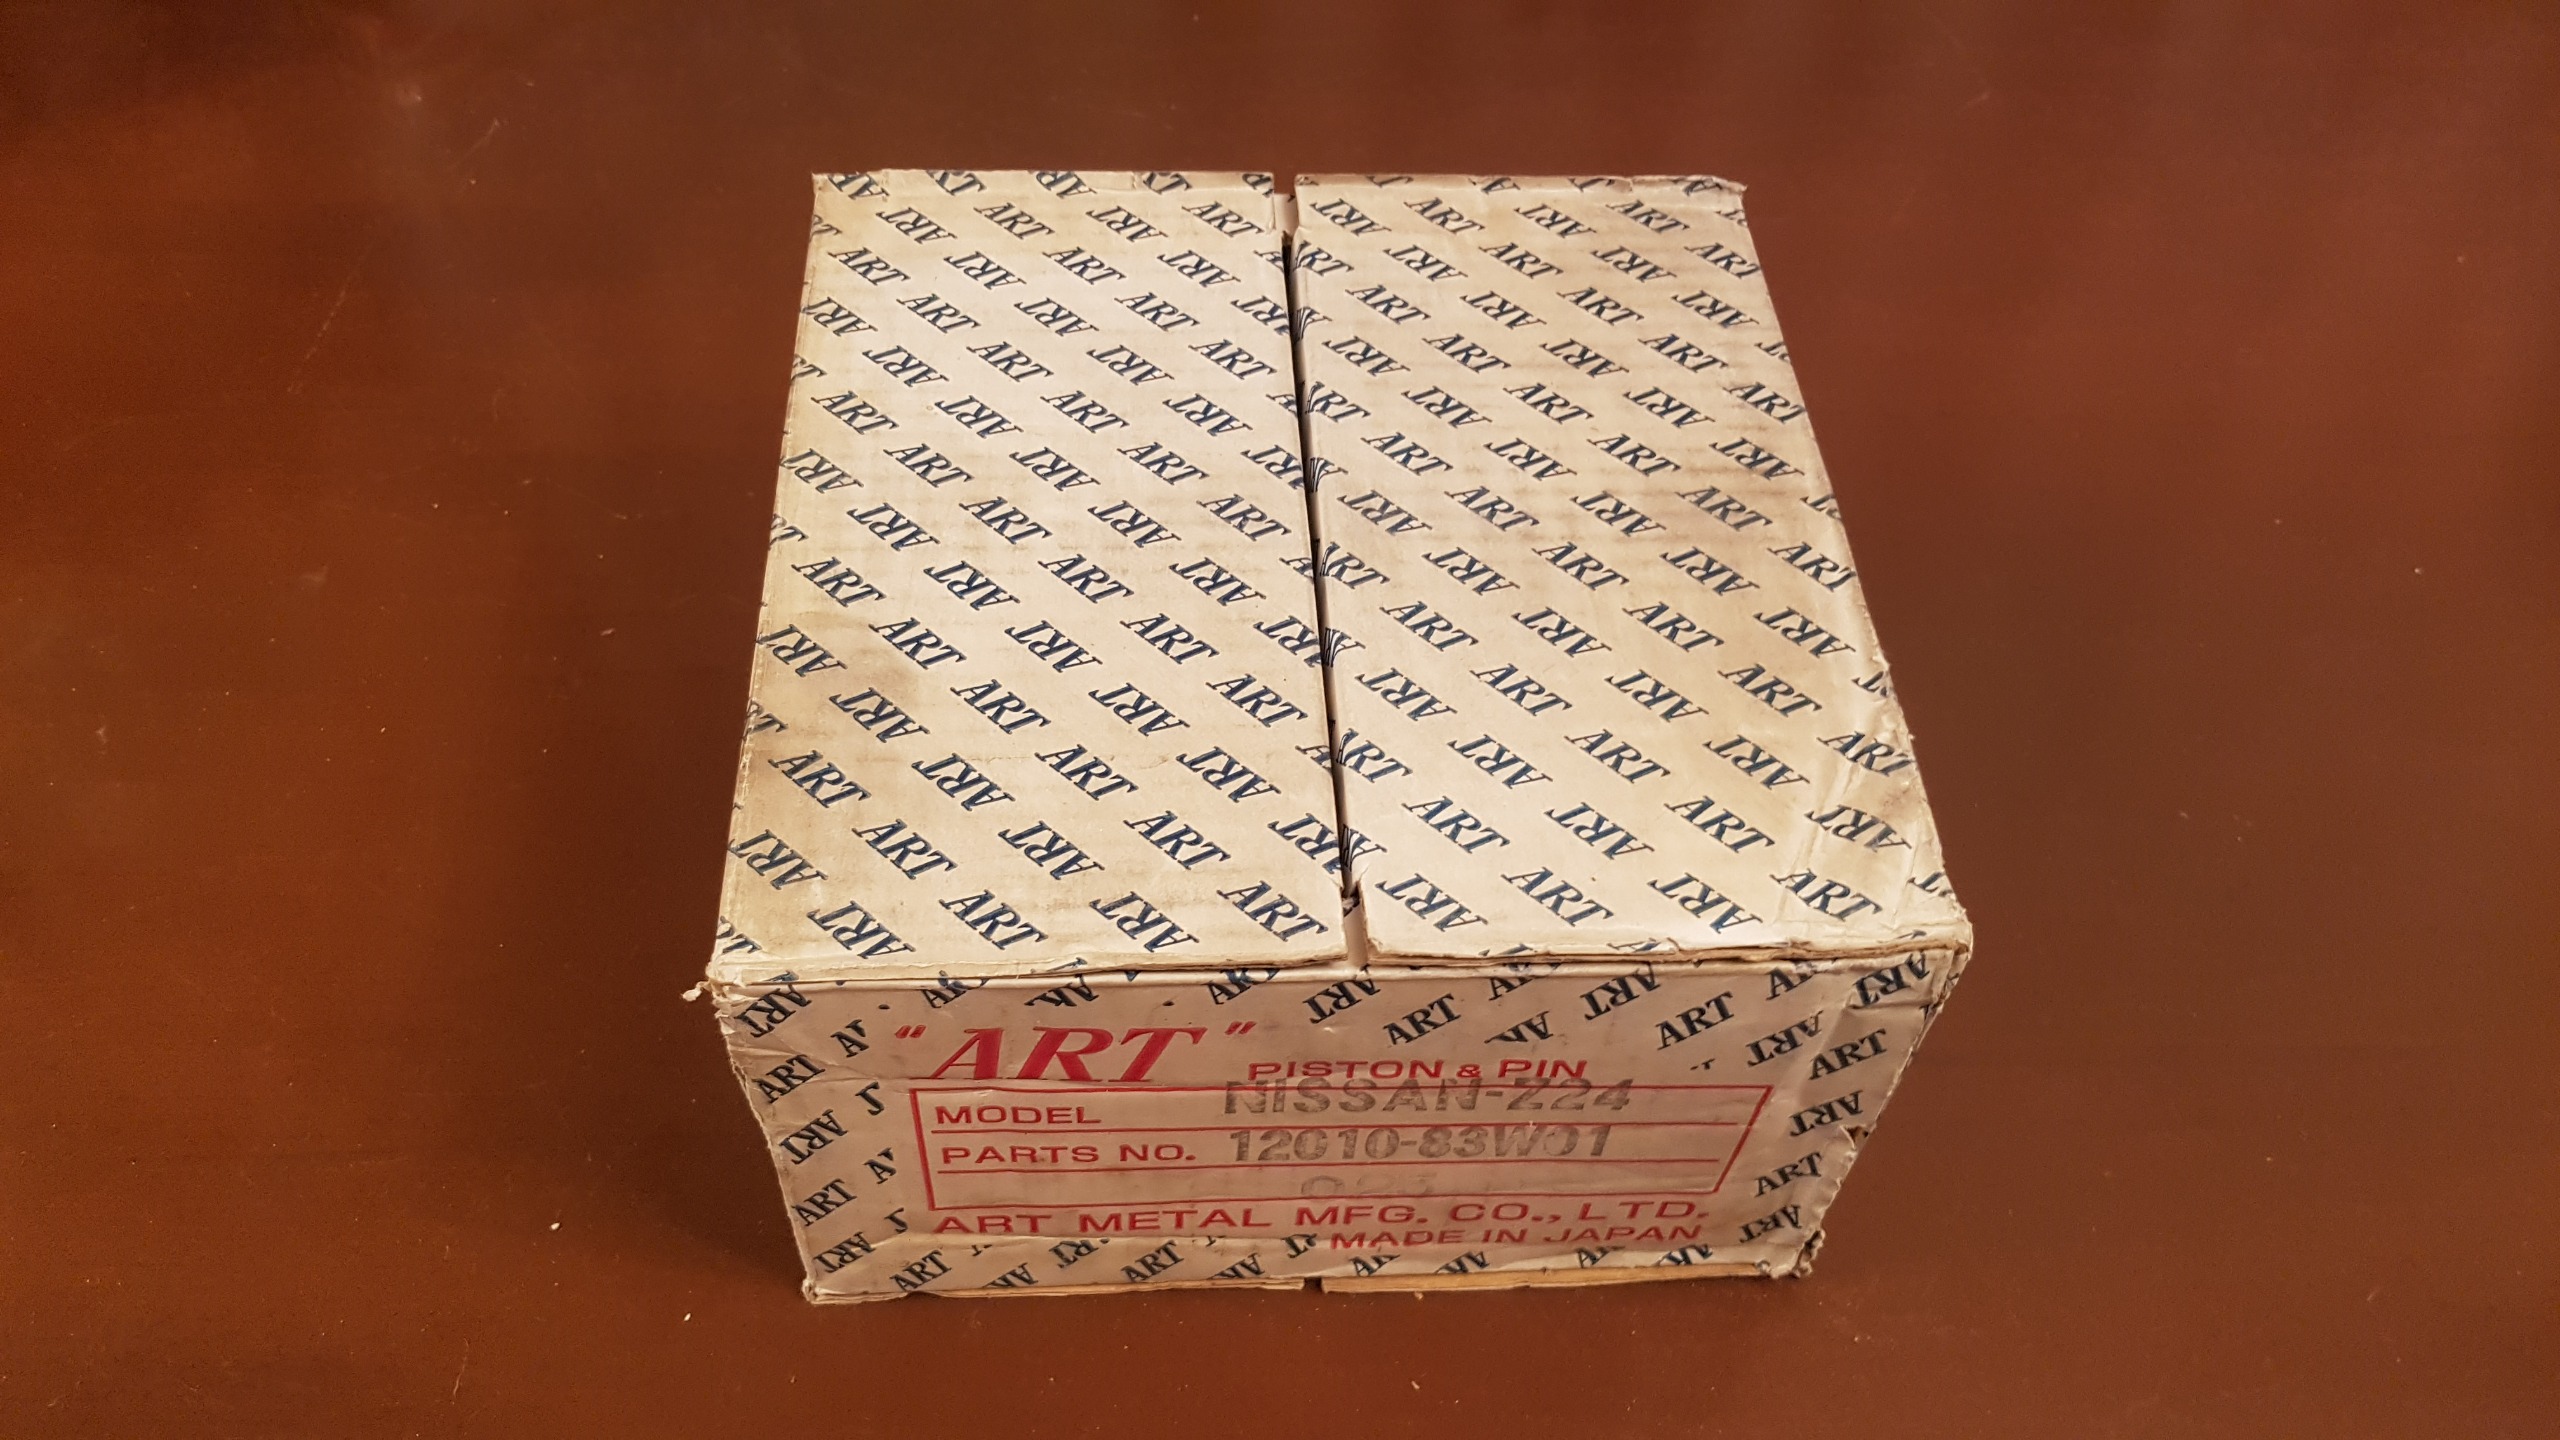 "ART" PISTON & PIN
MODEL NISSAN-Z24
PARTS NO. 12010-83W01
ART METAL MFG. CO., LTD.
MADE IN JAPAN